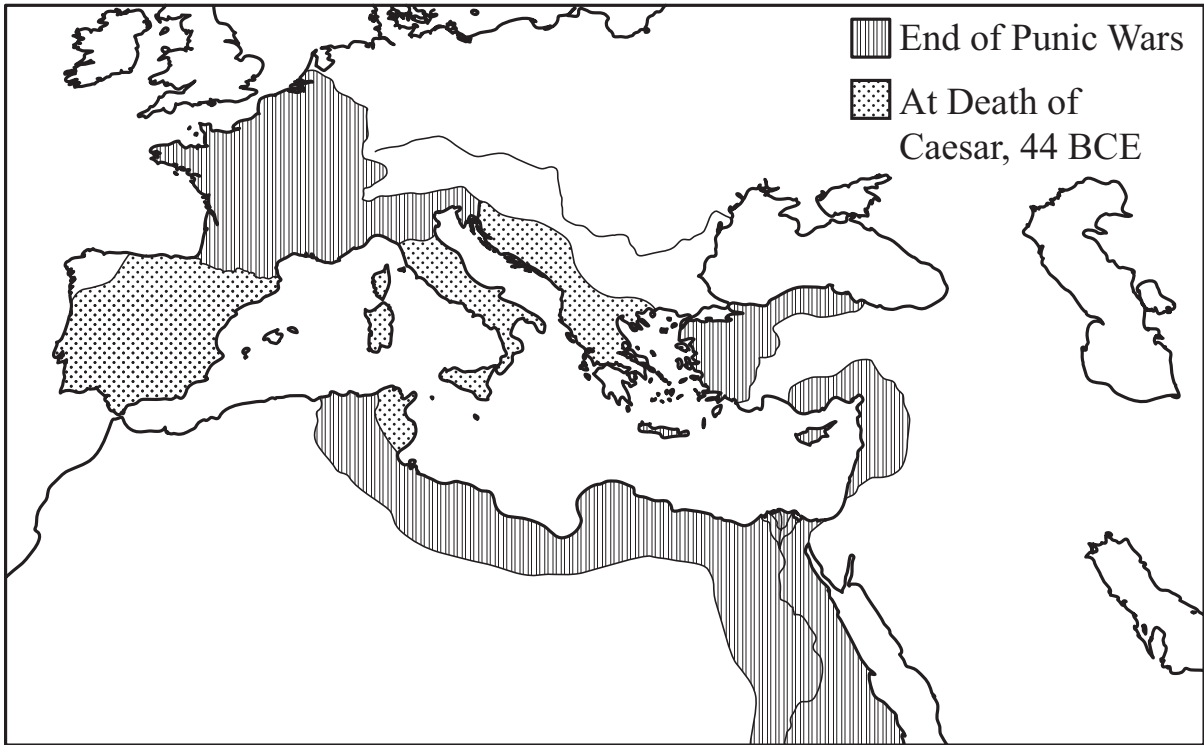 End of Punic Wars
At Death of
Caesar, 44 BCE